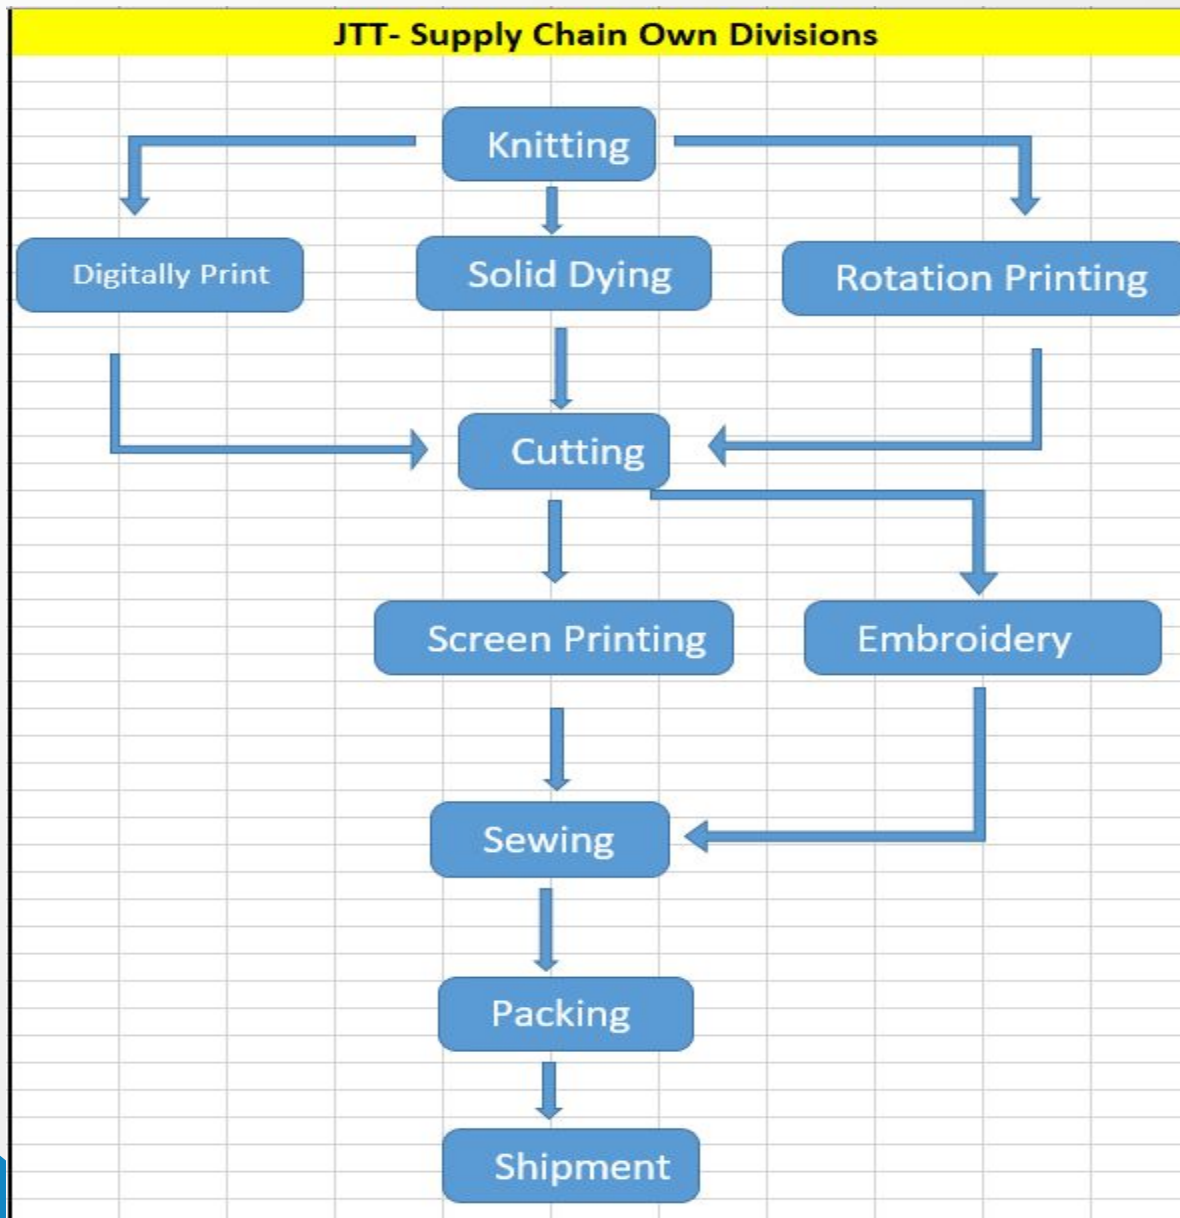 JTT- Supply Chain Own Divisions
Knitting
Digitally Print
Solid Dying
Rotation Printing
Cutting
Screen Printing
Embroidery
Sewing
Packing
Shipment